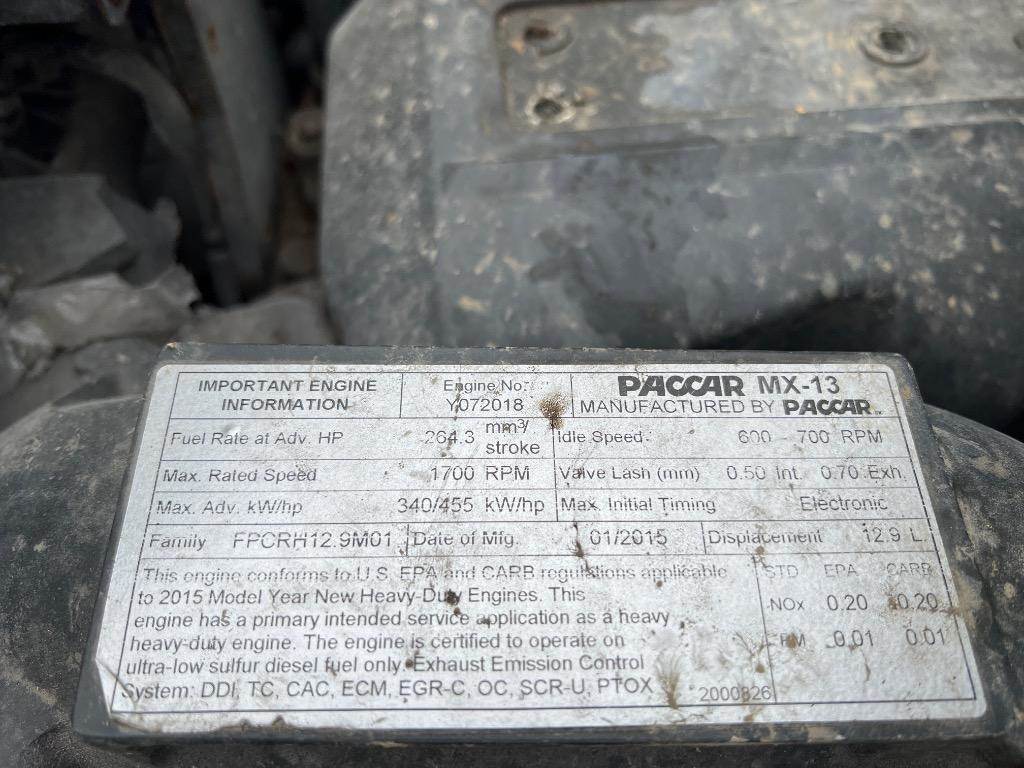 IMPORTANT ENGINE
INFORMATION
Engine No:
Y072018
PACCAR MX-13
MANUFACTURED BY PACCAR
Fuel Rate at Adv. HP 264.3 mm³/
stroke
Idle Speed 600 - 700 RPM
Max. Rated Speed 1700 RPM
Valve Lash (mm) 0.50 Int. 0.70 Exh.
Max. Adv. kW/hp 340/455 kW/hp
Max. Initial Timing Electronic
Family FPCRH12.9M01
Date of Mfg. 01/2015
Displacement 12.9 L
This engine conforms to U.S. EPA and CARB regulations applicable
to 2015 Model Year New Heavy-Duty Engines. This
engine has a primary intended service application as a heavy
heavy-duty engine. The engine is certified to operate on
ultra-low sulfur diesel fuel only. Exhaust Emission Control
System: DDI, TC, CAC, ECM, EGR-C, OC, SCR-U, PTOX
STD EPA CARB
NOx 0.20 0.20
PM 0.01 0.01
2000826